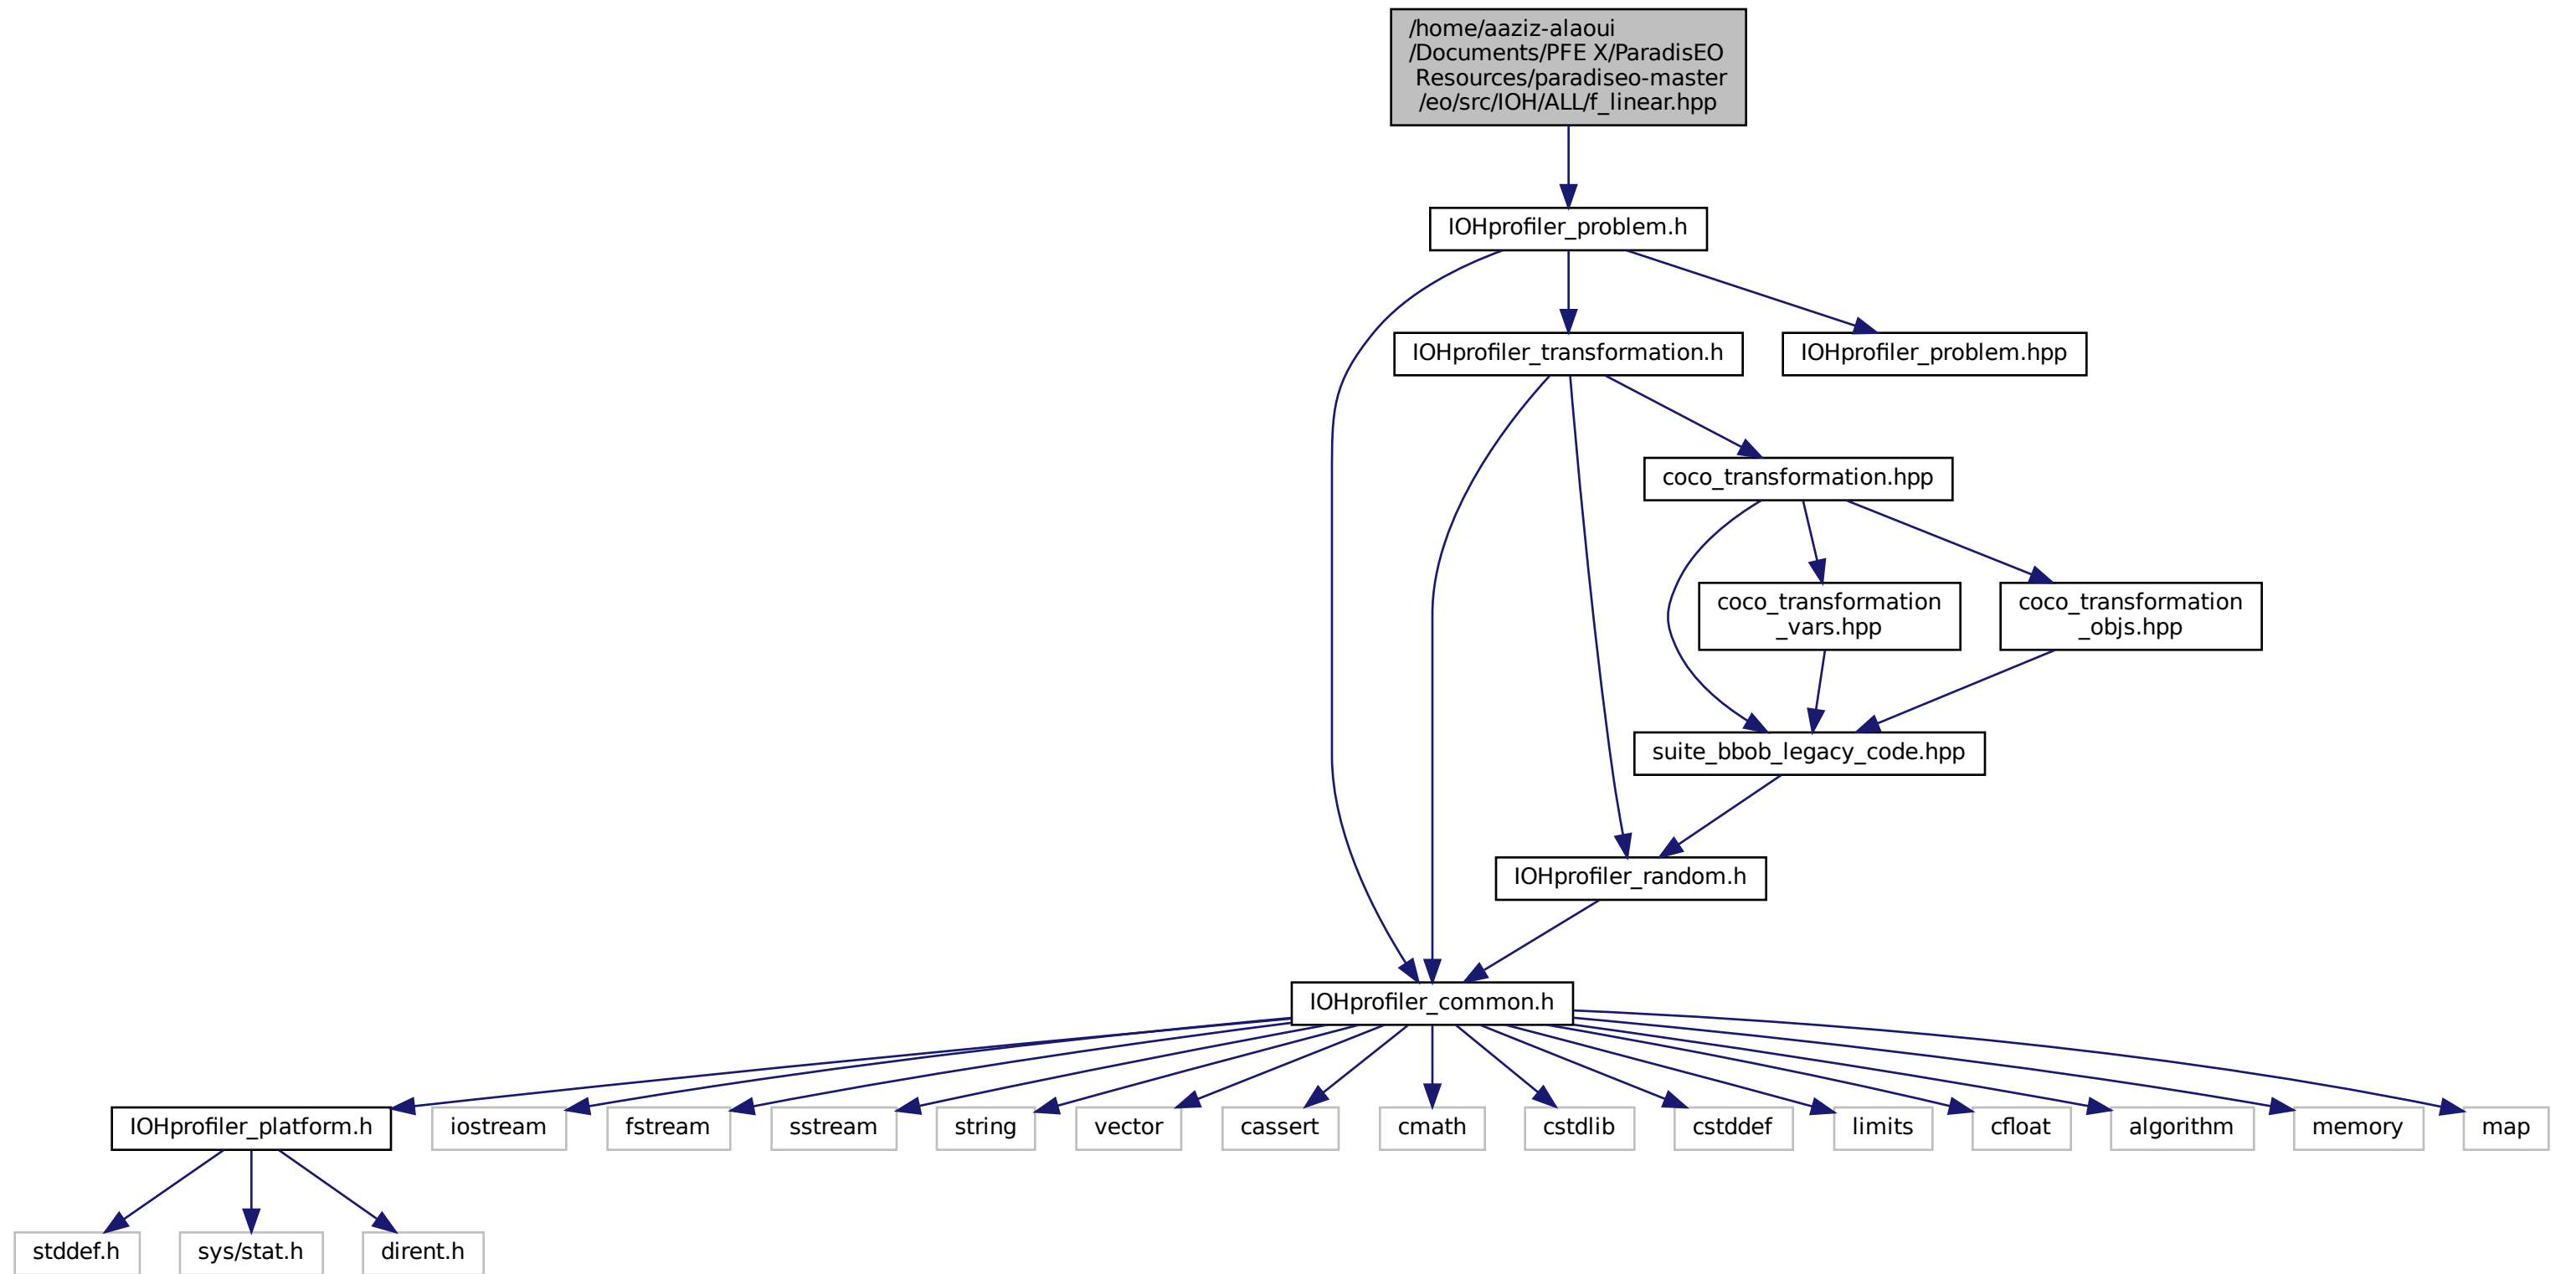 /home/aaziz-alaoui
/Documents/PFE X/ParadisEO
Resources/paradiseo-master
/eo/src/IOH/ALL/f_linear.hpp
IOHprofiler_problem.h
IOHprofiler_transformation.h
IOHprofiler_problem.hpp
coco_transformation.hpp
coco_transformation
_vars.hpp
coco_transformation
_objs.hpp
suite_bbob_legacy_code.hpp
IOHprofiler_random.h
IOHprofiler_common.h
IOHprofiler_platform.h
iostream
fstream
sstream
string
vector
cassert
cmath
cstdlib
cstddef
limits
cfloat
algorithm
memory
map
stddef.h
sys/stat.h
dirent.h